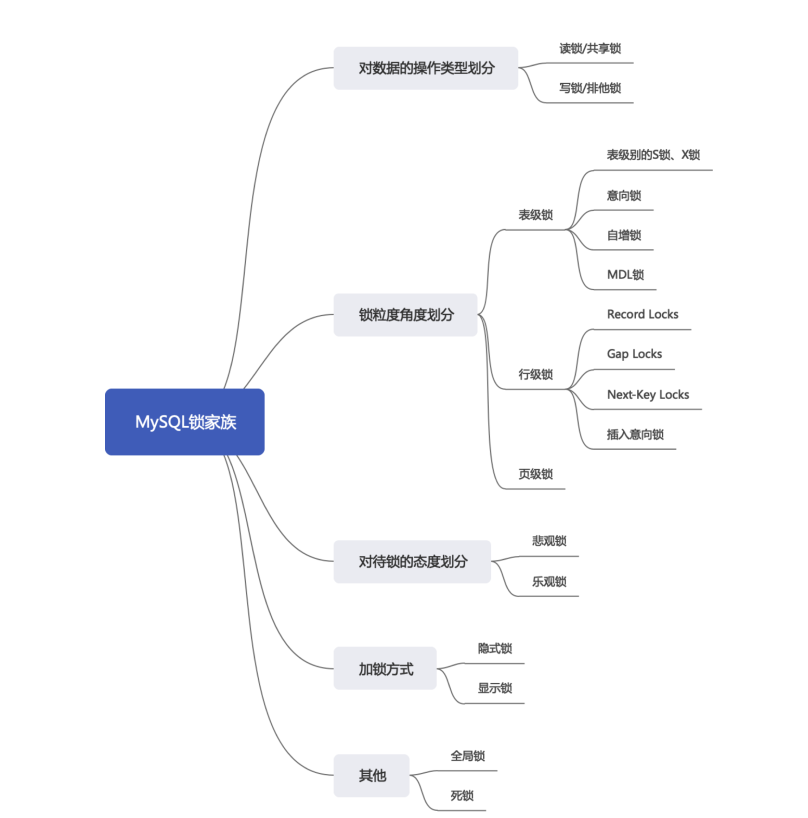 MySQL锁家族
对数据的操作类型划分
读锁/共享锁
写锁/排他锁
锁粒度角度划分
表级锁
表级别的S锁、X锁
意向锁
自增锁
MDL锁
行级锁
Record Locks
Gap Locks
Next-Key Locks
插入意向锁
页级锁
对待锁的态度划分
悲观锁
乐观锁
加锁方式
隐式锁
显示锁
其他
全局锁
死锁